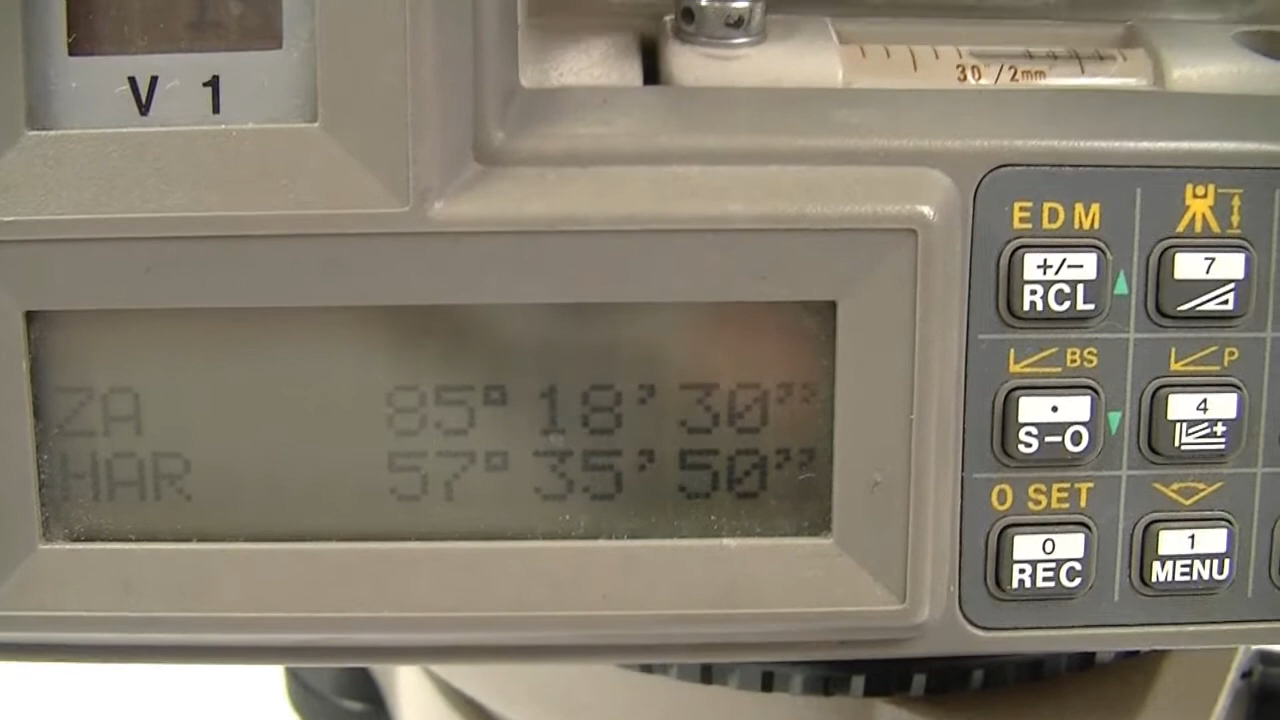 V 1
30"/2mm
ZA 85° 18' 30"
HAR 57° 35' 50"
EDM
+/- 7
RCL
BS P
. 4
S-O
0 SET
0 1
REC MENU